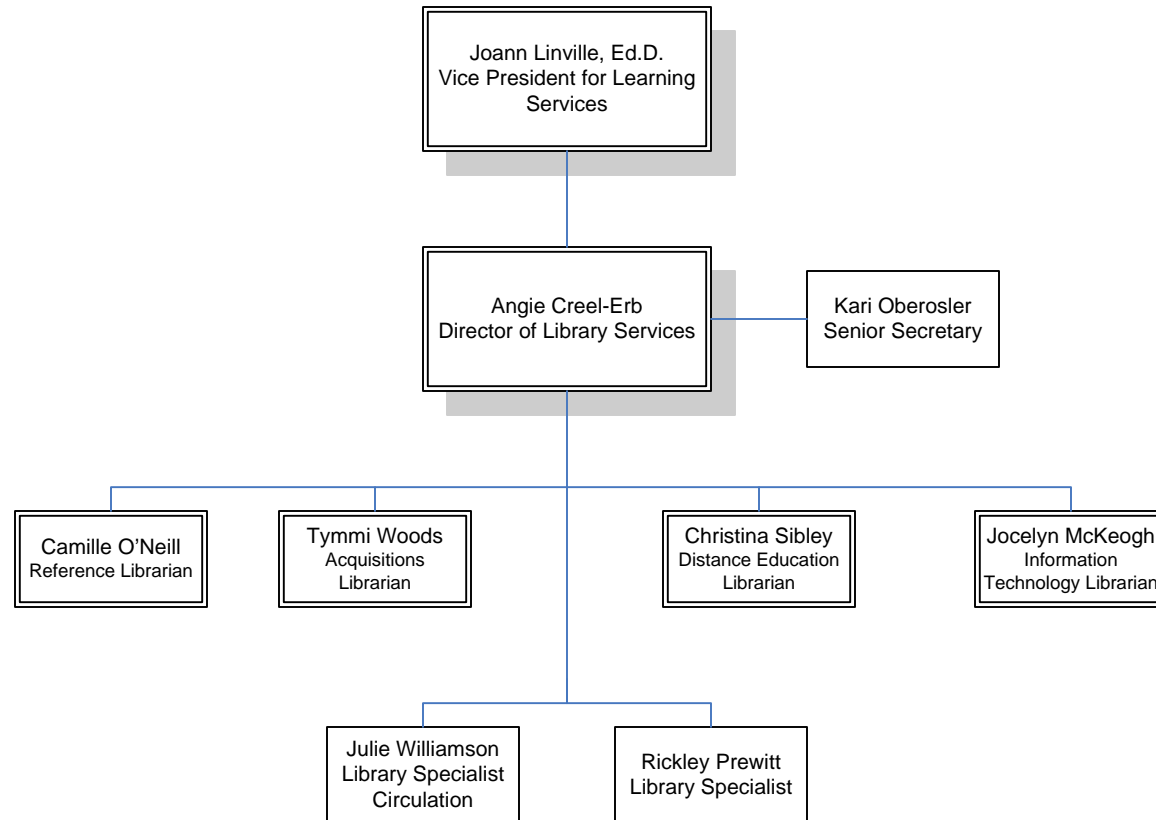 Joann Linville, Ed.D.
Vice President for Learning
Services
Angie Creel-Erb
Director of Library Services
Kari Oberosler
Senior Secretary
Camille O’Neill
Reference Librarian
Tymmi Woods
Acquisitions
Librarian
Christina Sibley
Distance Education
Librarian
Jocelyn McKeogh
Information
Technology Librarian
Julie Williamson
Library Specialist
Circulation
Rickley Prewitt
Library Specialist